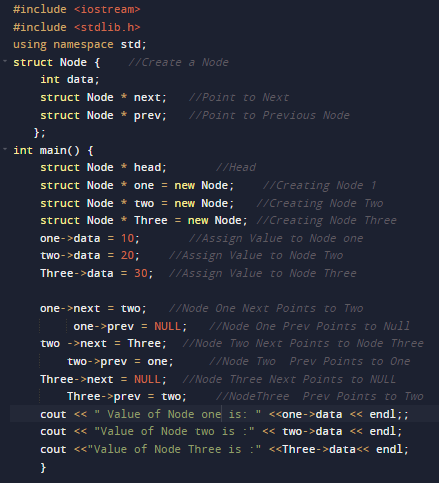 #include <iostream>
#include <stdlib.h>
using namespace std;
struct Node {    //Create a Node
    int data;
    struct Node * next;   //Point to Next
    struct Node * prev;   //Point to Previous Node
   };
int main() {
    struct Node * head;       //Head
    struct Node * one = new Node;    //Creating Node 1
    struct Node * two = new Node;   //Creating Node Two
    struct Node * Three = new Node; //Creating Node Three
    one->data = 10;       //Assign Value to Node one
    two->data = 20;    //Assign Value to Node Two
    Three->data = 30;  //Assign Value to Node Three
    one->next = two;   //Node One Next Points to Two
         one->prev = NULL;   //Node One Prev Points to Null
    two ->next = Three;  //Node Two Next Points to Node Three
        two->prev = one;     //Node Two  Prev Points to One
    Three->next = NULL;  //Node Three Next Points to NULL
        Three->prev = two;    //NodeThree  Prev Points to Two
    cout << " Value of Node one is: " <<one->data << endl;;
    cout << "Value of Node two is :" << two->data << endl;
    cout <<"Value of Node Three is :" <<Three->data<< endl;
    }